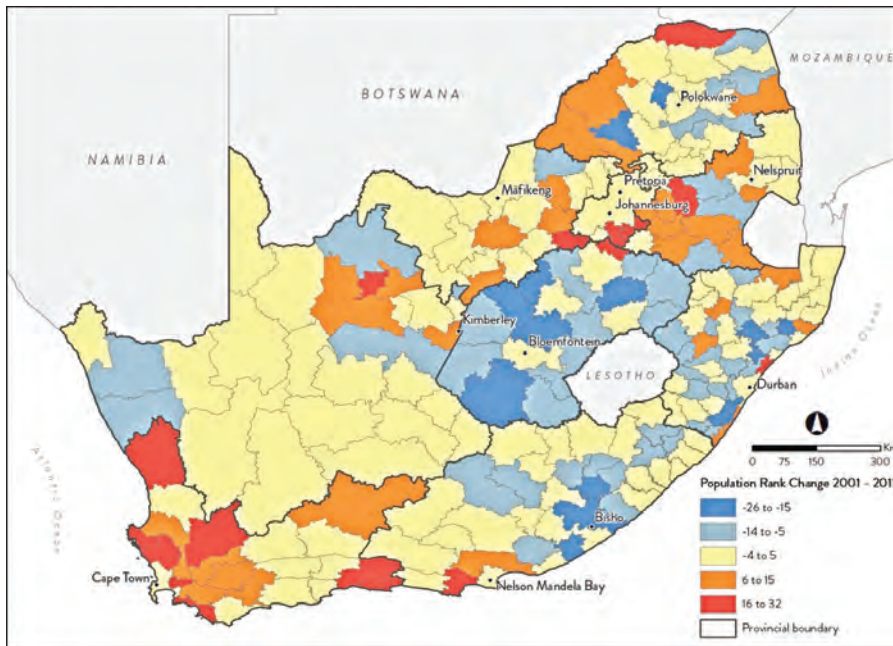 MOZAMBIQUE
BOTSWANA
Polokwane
NAMIBIA
Nelspruit
Mafikeng
Pretoria
Johannesburg
Kimberley
Bloemfontein
LESOTHO
Durban
Indian Ocean
Atlantic Ocean
0 75 150 300
Population Rank Change 2001 - 201
-26 to -15
-14 to -5
-4 to 5
6 to 15
16 to 32
Provincial boundary
Bisho
Cape Town
Nelson Mandela Bay